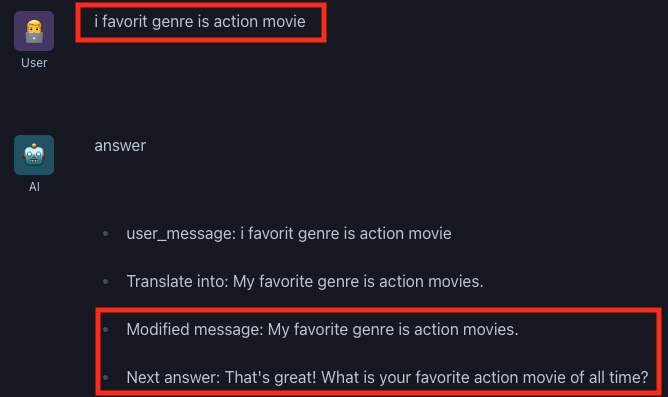 i favorit genre is action movie
User
answer
AI
user_message: i favorit genre is action movie
Translate into: My favorite genre is action movies.
Modified message: My favorite genre is action movies.
Next answer: That's great! What is your favorite action movie of all time?